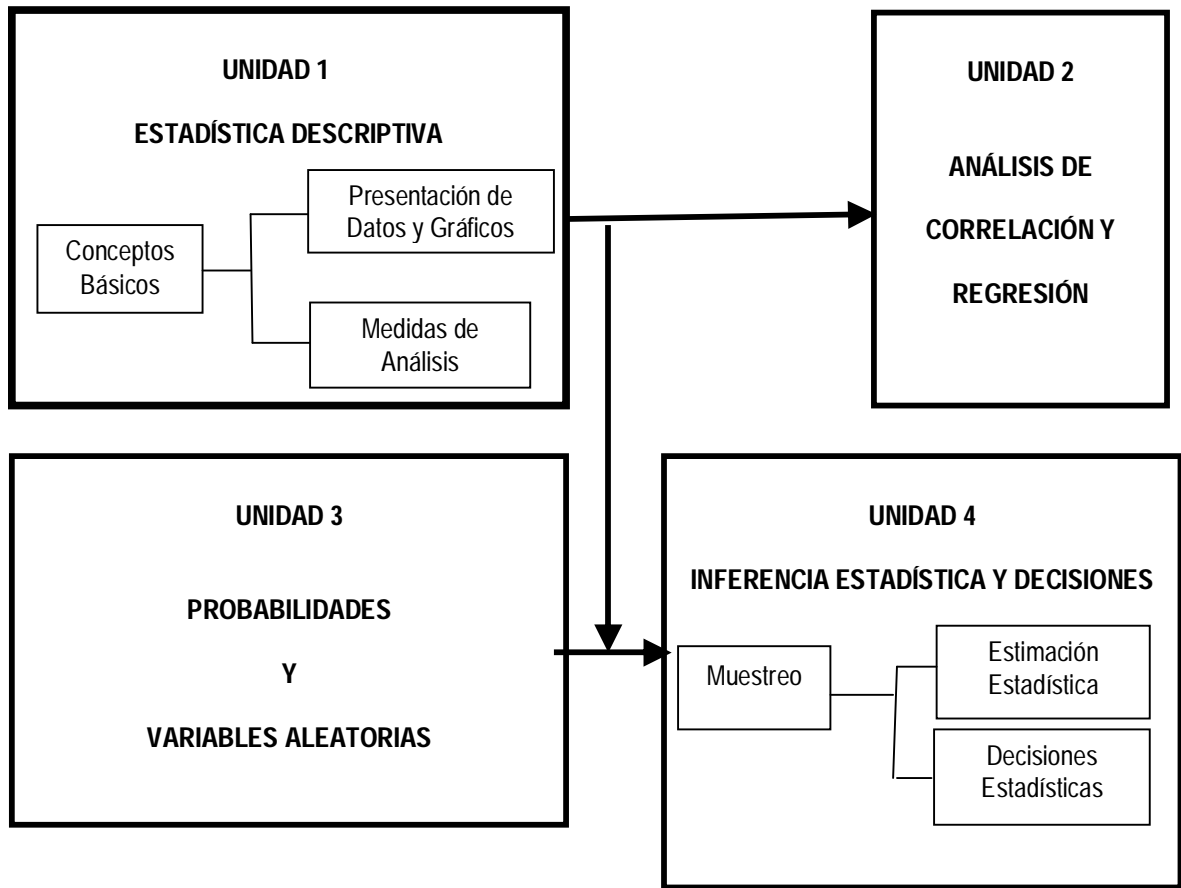 UNIDAD 1
ESTADÍSTICA DESCRIPTIVA
Conceptos
Básicos
Presentación de
Datos y Gráficos
Medidas de
Análisis
UNIDAD 2
ANÁLISIS DE
CORRELACIÓN Y
REGRESIÓN
UNIDAD 3
PROBABILIDADES
Y
VARIABLES ALEATORIAS
UNIDAD 4
INFERENCIA ESTADÍSTICA Y DECISIONES
Muestreo
Estimación
Estadística
Decisiones
Estadísticas